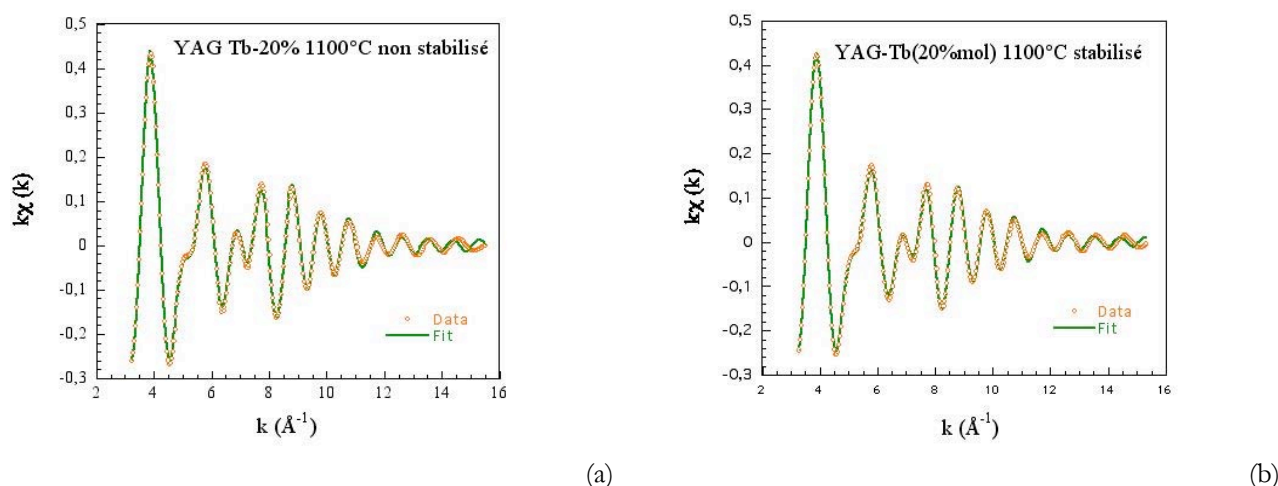 YAG Tb-20% 1100°C non stabilisé
0,5
0,4
0,3
0,2
0,1
0
-0,1
-0,2
-0,3
kχ (k)
Data
Fit
2 4 6 8 10 12 14 16
k (Å⁻¹)
(a)
YAG-Tb(20%mol) 1100°C stabilisé
0,5
0,4
0,3
0,2
0,1
0
-0,1
-0,2
-0,3
kχ (k)
Data
Fit
2 4 6 8 10 12 14 16
k (Å⁻¹)
(b)